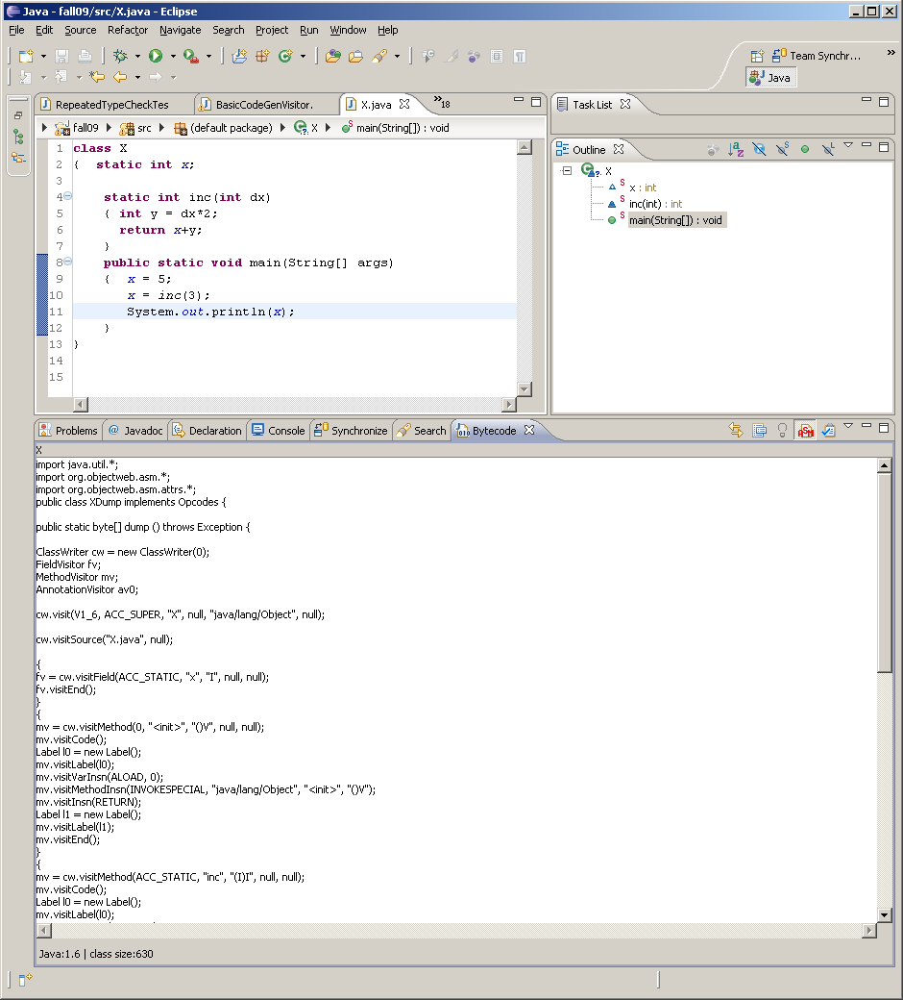 Java - fall09/src/X.java - Eclipse
File Edit Source Refactor Navigate Search Project Run Window Help
Team Synchr... »
Java
RepeatedTypeCheckTes BasicCodeGenVisitor. X.java »18
fall09 src (default package) X main(String[]) : void
1 class X
2 { static int x;
3
4 static int inc(int dx)
5 { int y = dx*2;
6 return x+y;
7 }
8 public static void main(String[] args)
9 { x = 5;
10 x = inc(3);
11 System.out.println(x);
12 }
13 }
14
15
Task List
Outline
X
x : int
inc(int) : int
main(String[]) : void
Problems Javadoc Declaration Console Synchronize Search Bytecode
X
import java.util.*;
import org.objectweb.asm.*;
import org.objectweb.asm.attrs.*;
public class XDump implements Opcodes {
public static byte[] dump () throws Exception {
ClassWriter cw = new ClassWriter(0);
FieldVisitor fv;
MethodVisitor mv;
AnnotationVisitor av0;
cw.visit(V1_6, ACC_SUPER, "X", null, "java/lang/Object", null);
cw.visitSource("X.java", null);
{
fv = cw.visitField(ACC_STATIC, "x", "I", null, null);
fv.visitEnd();
}
{
mv = cw.visitMethod(0, "<init>", "()V", null, null);
mv.visitCode();
Label l0 = new Label();
mv.visitLabel(l0);
mv.visitVarInsn(ALOAD, 0);
mv.visitMethodInsn(INVOKESPECIAL, "java/lang/Object", "<init>", "()V");
mv.visitInsn(RETURN);
Label l1 = new Label();
mv.visitLabel(l1);
mv.visitEnd();
}
{
mv = cw.visitMethod(ACC_STATIC, "inc", "(I)I", null, null);
mv.visitCode();
Label l0 = new Label();
mv.visitLabel(l0);
Java:1.6 | class size:630